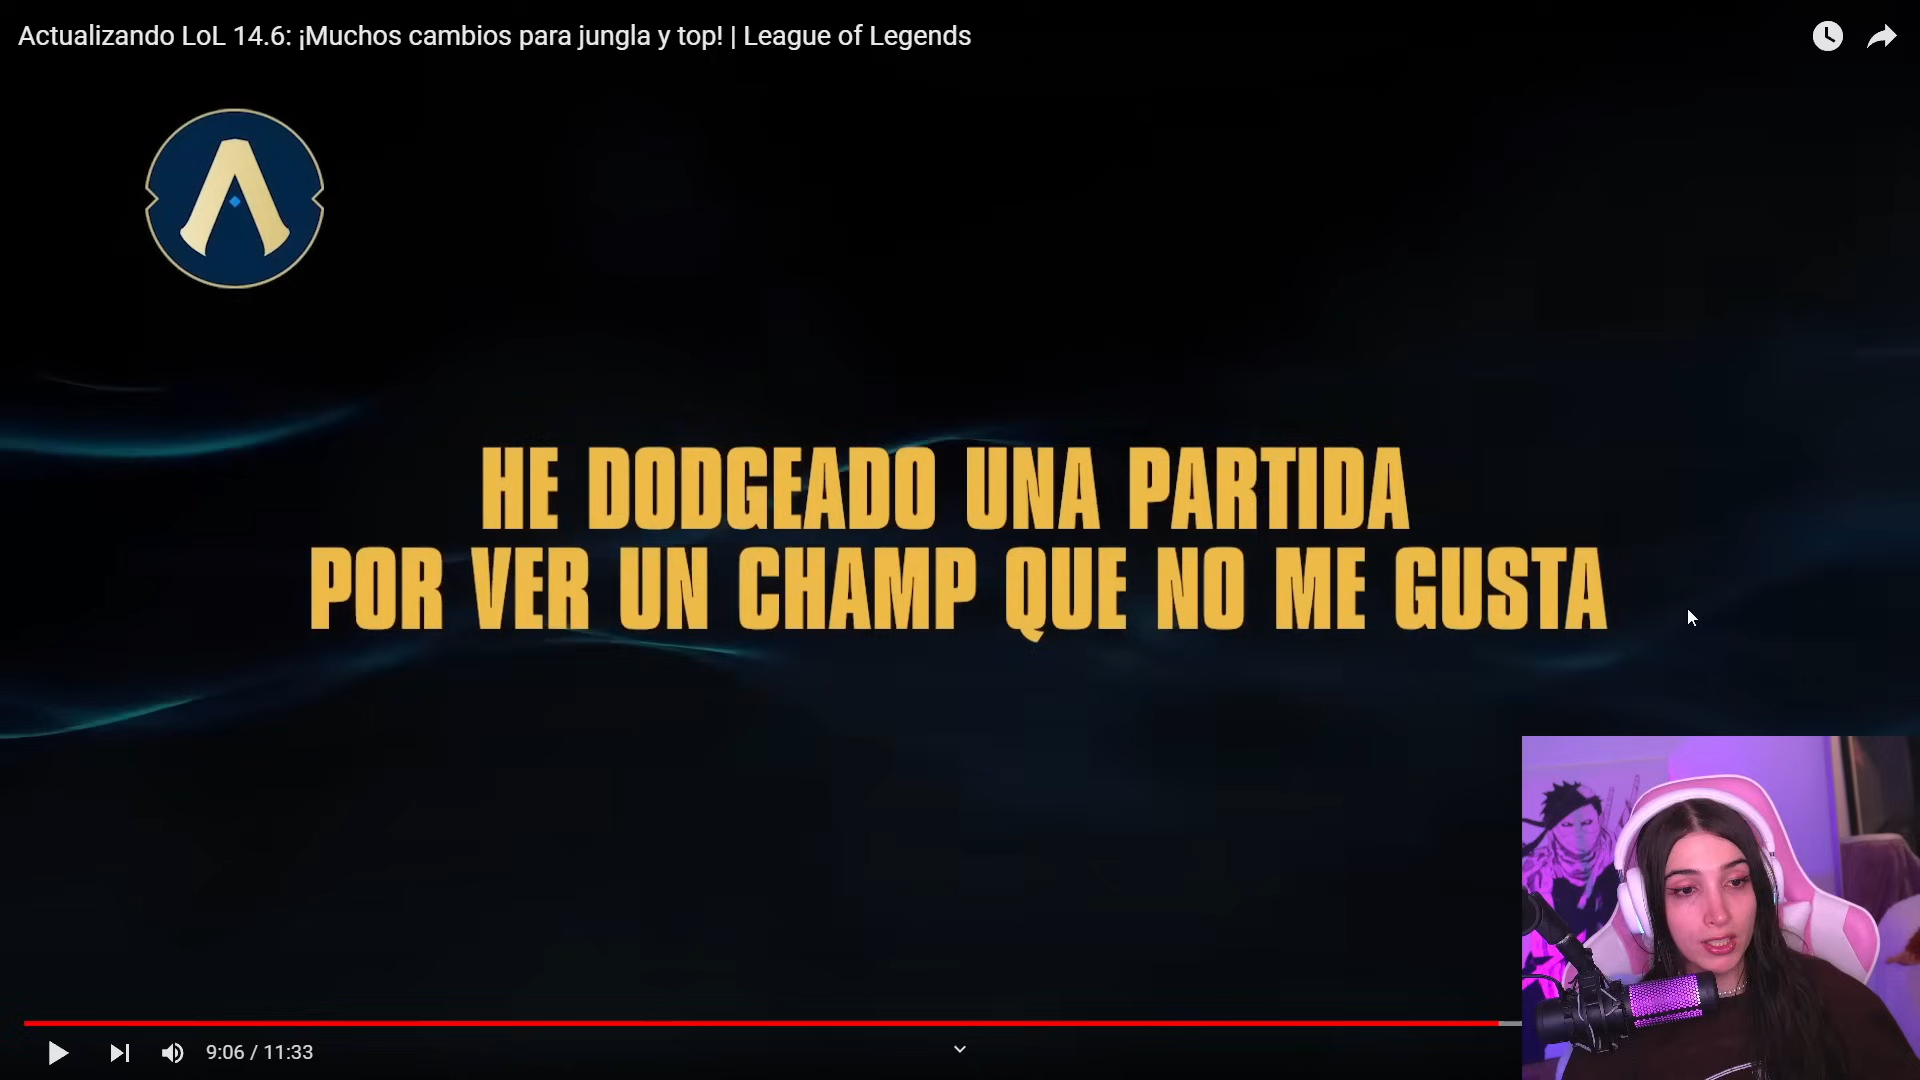 Actualizando LoL 14.6: ¡Muchos cambios para jungla y top! | League of Legends
HE DODGEADO UNA PARTIDA
POR VER UN CHAMP QUE NO ME GUSTA
9:06 / 11:33